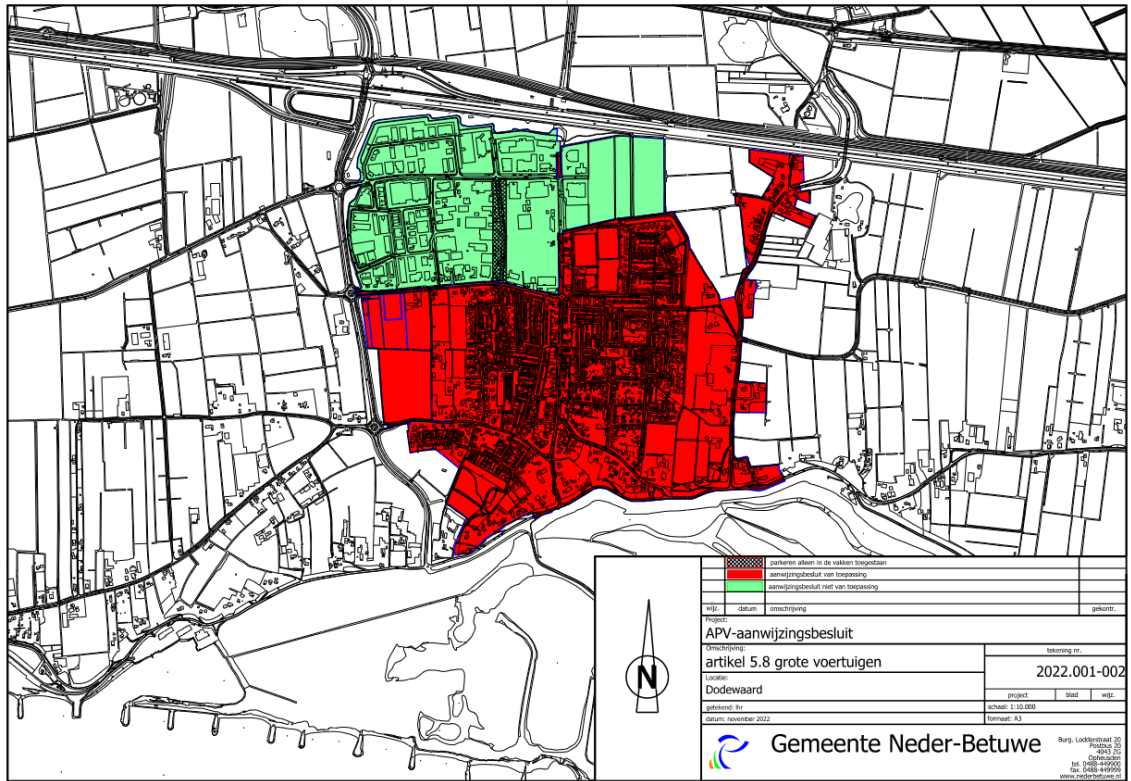 parkeren alleen in de vakken toegestaan
aanwijzingsbesluit van toepassing
aanwijzingsbesluit niet van toepassing
wijz. datum omschrijving gekontr.
Project:
APV-aanwijzingsbesluit
Omschrijving:
artikel 5.8 grote voertuigen
tekening nr.
2022.001-002
Locatie:
Dodewaard
project blad wijz.
getekend: lhr
schaal: 1:10.000
datum: november 2022
formaat: A3
N
Gemeente Neder-Betuwe
Burg. Lodderstraat 20
Postbus 20
4043 ZG
Opheusden
tel. 0488-449900
fax. 0488-449999
www.nederbetuwe.nl